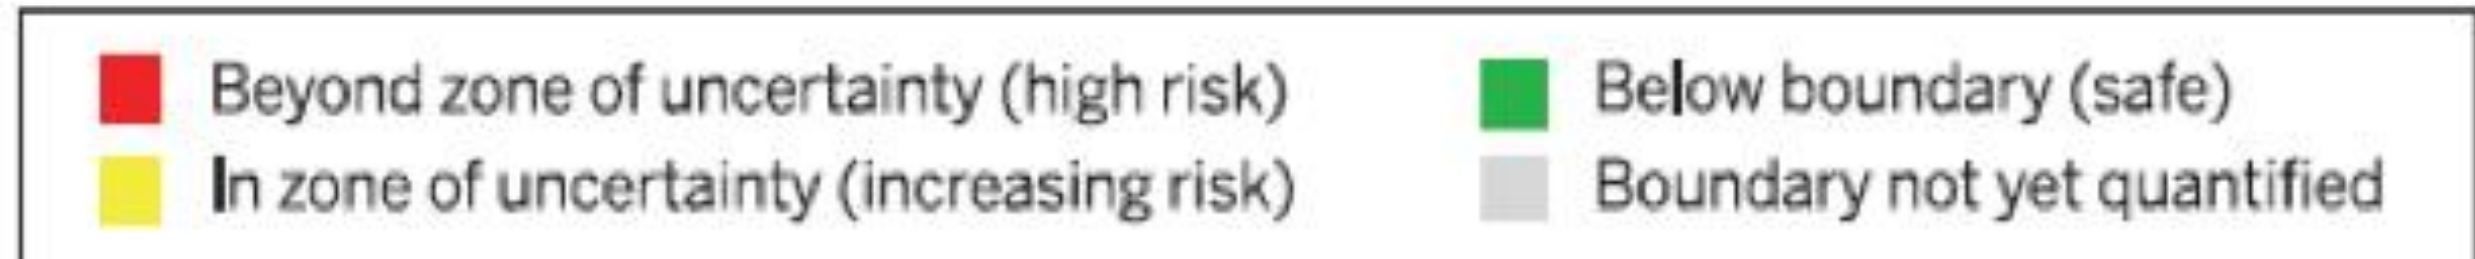 Beyond zone of uncertainty (high risk)
In zone of uncertainty (increasing risk)
Below boundary (safe)
Boundary not yet quantified